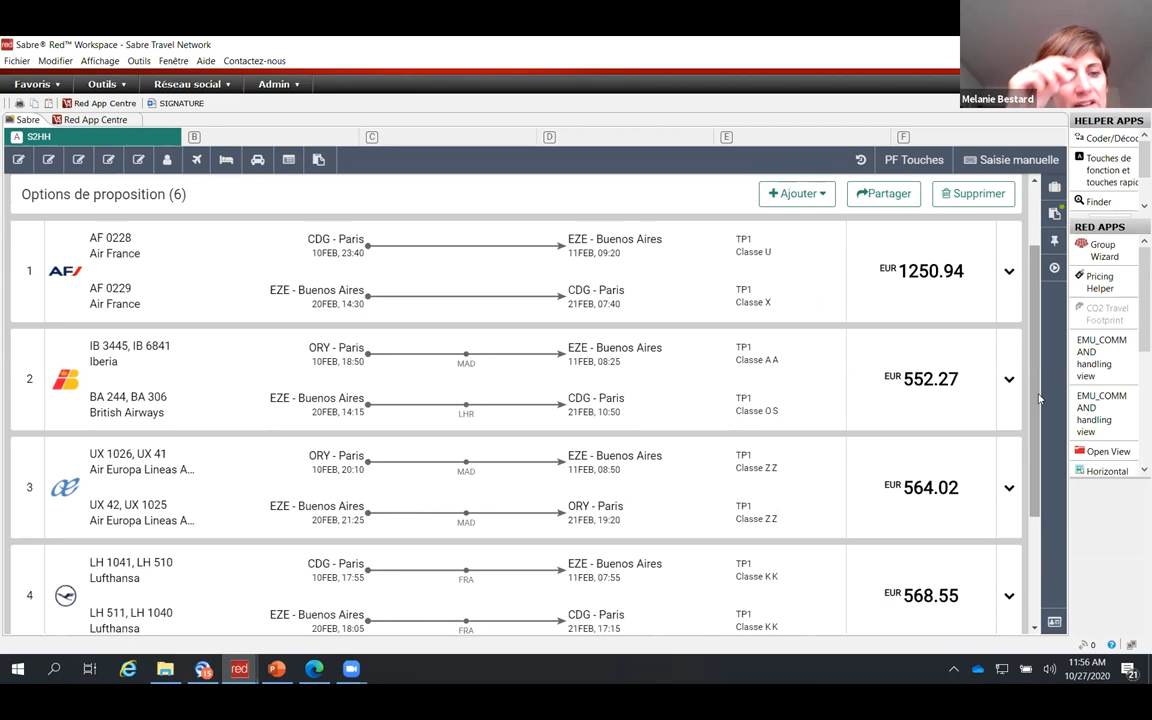 Sabre® Red™ Workspace - Sabre Travel Network
Fichier Modifier Affichage Outils Fenêtre Aide Contactez-nous
Favoris Outils Réseau social Admin
Red App Centre SIGNATURE
Sabre Red App Centre
Melanie Bestard
A S2HH B C D E F
PF Touches Saisie manuelle
Options de proposition (6)
Ajouter Partager Supprimer
1
AF
AF 0228
Air France
CDG - Paris
10FEB, 23:40
EZE - Buenos Aires
11FEB, 09:20
TP1
Classe U
AF 0229
Air France
EZE - Buenos Aires
20FEB, 14:30
CDG - Paris
21FEB, 07:40
TP1
Classe X
EUR 1250.94
2
IB 3445, IB 6841
Iberia
ORY - Paris
10FEB, 18:50
MAD
EZE - Buenos Aires
11FEB, 08:25
TP1
Classe A A
BA 244, BA 306
British Airways
EZE - Buenos Aires
20FEB, 14:15
LHR
CDG - Paris
21FEB, 10:50
TP1
Classe O S
EUR 552.27
3
UX 1026, UX 41
Air Europa Lineas A...
ORY - Paris
10FEB, 20:10
MAD
EZE - Buenos Aires
11FEB, 08:50
TP1
Classe Z Z
UX 42, UX 1025
Air Europa Lineas A...
EZE - Buenos Aires
20FEB, 21:25
MAD
ORY - Paris
21FEB, 19:20
TP1
Classe Z Z
EUR 564.02
4
LH 1041, LH 510
Lufthansa
CDG - Paris
10FEB, 17:55
FRA
EZE - Buenos Aires
11FEB, 07:55
TP1
Classe K K
LH 511, LH 1040
Lufthansa
EZE - Buenos Aires
20FEB, 18:05
FRA
CDG - Paris
21FEB, 17:15
TP1
Classe K K
EUR 568.55
HELPER APPS
Coder/Déco
A Touches de
fonction et
touches rapid
Finder
RED APPS
Group
Wizard
Pricing
Helper
CO2 Travel
Footprint
EMU_COMM
AND
handling
view
EMU_COMM
AND
handling
view
Open View
Horizontal
0
red
15
11:56 AM
10/27/2020
21